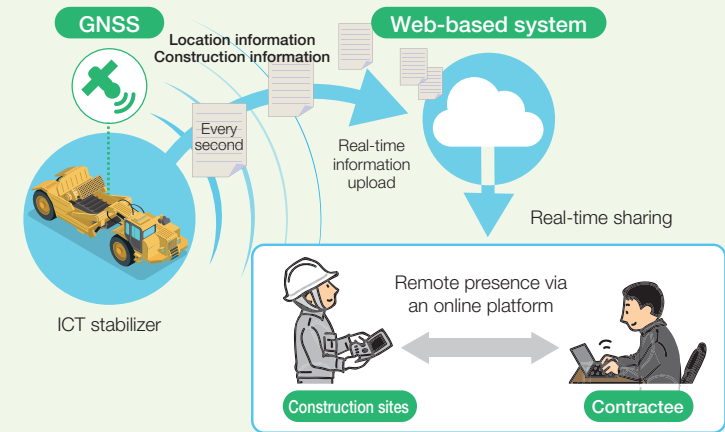 GNSS
Web-based system
Location information
Construction information
Every
second
Real-time
information
upload
Real-time sharing
ICT stabilizer
Remote presence via
an online platform
Construction sites
Contractee